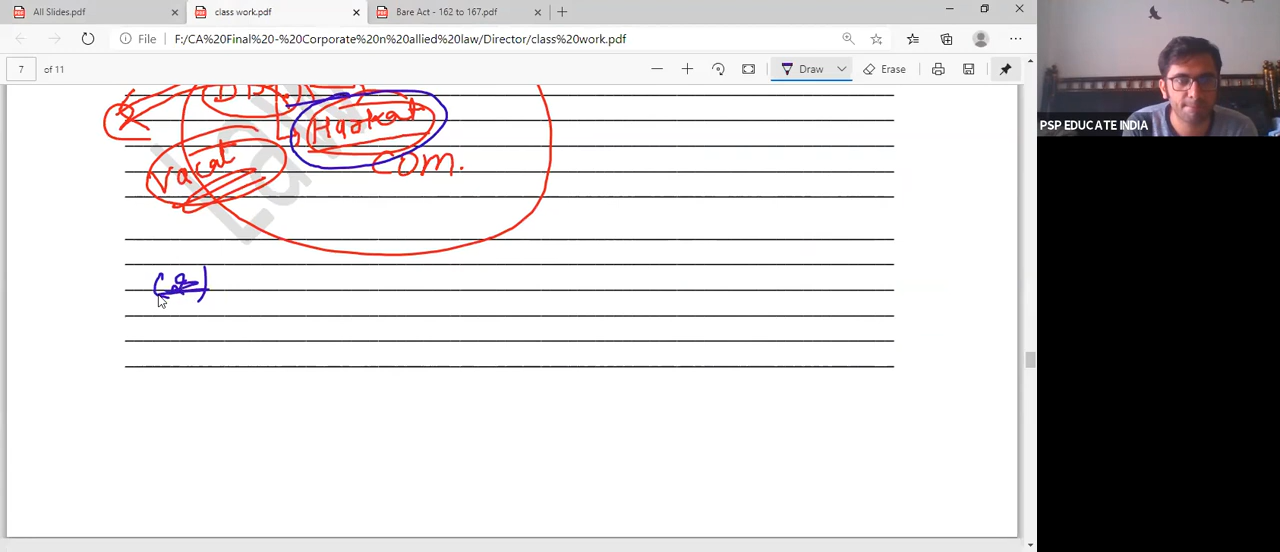 All Slides.pdf
class work.pdf
Bare Act - 162 to 167.pdf
File
F:/CA%20Final%20-%20Corporate%20n%20allied%20law/Director/class%20work.pdf
7 of 11
Draw
Erase
PSP EDUCATE INDIA
Harkat
Vacat
com.
(a)